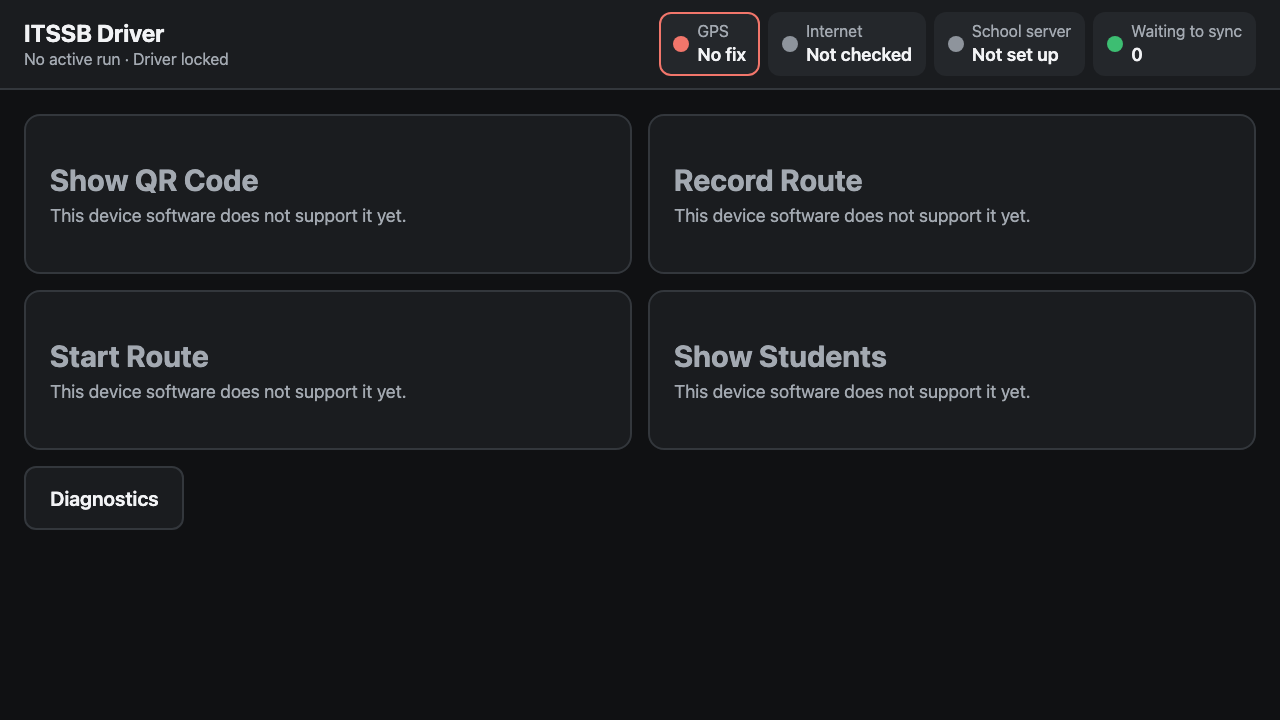 ITSSB Driver
No active run · Driver locked
GPS
No fix
Internet
Not checked
School server
Not set up
Waiting to sync
0
Show QR Code
This device software does not support it yet.
Record Route
This device software does not support it yet.
Start Route
This device software does not support it yet.
Show Students
This device software does not support it yet.
Diagnostics